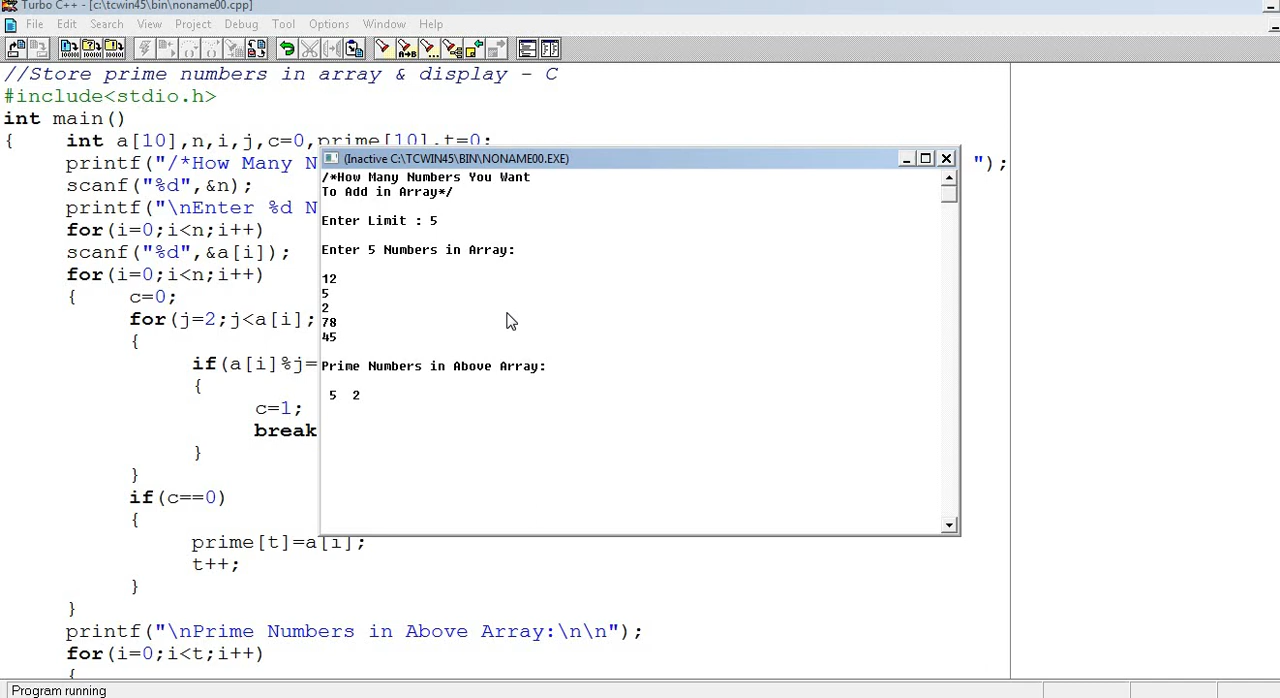 Turbo C++ - [c:\tcwin45\bin\noname00.cpp]
File Edit Search View Project Debug Tool Options Window Help
//Store prime numbers in array & display - C
#include<stdio.h>
int main()
{ int a[10],n,i,j,c=0,prime[10],t=0;
printf("/*How Many N ");
scanf("%d",&n);
printf("\nEnter %d N
for(i=0;i<n;i++)
scanf("%d",&a[i]);
for(i=0;i<n;i++)
{ c=0;
for(j=2;j<a[i];
{
if(a[i]%j=
{
c=1;
break
}
}
if(c==0)
{
prime[t]=a[i];
t++;
}
}
printf("\nPrime Numbers in Above Array:\n\n");
for(i=0;i<t;i++)
{
(Inactive C:\TCWIN45\BIN\NONAME00.EXE)
/*How Many Numbers You Want
To Add in Array*/
Enter Limit : 5
Enter 5 Numbers in Array:
12
5
2
78
45
Prime Numbers in Above Array:
5 2
Program running